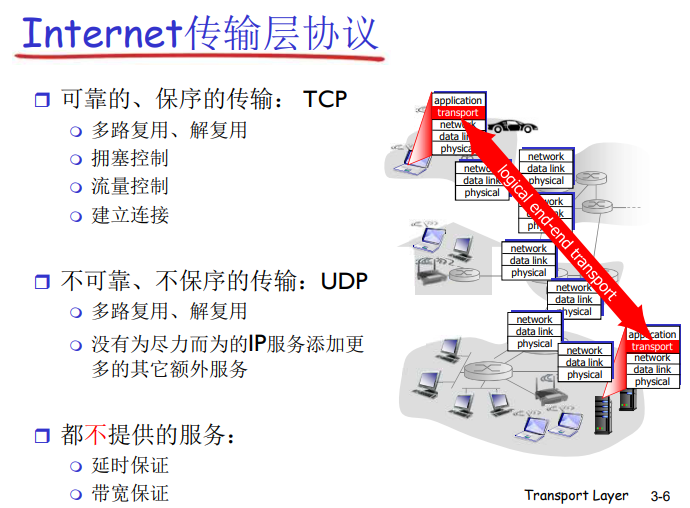 Internet传输层协议
可靠的、保序的传输： TCP
多路复用、解复用
拥塞控制
流量控制
建立连接
不可靠、不保序的传输：UDP
多路复用、解复用
没有为尽力而为的IP服务添加更
多的其它额外服务
都不提供的服务：
延时保证
带宽保证
application
transport
network
data link
physical
network
data link
physical
network
data link
physical
network
physical
network
data link
physical
network
data link
physical
network
data link
physical
network
data link
physical
logical end-end transport
application
transport
network
data link
physical
Transport Layer 3-6